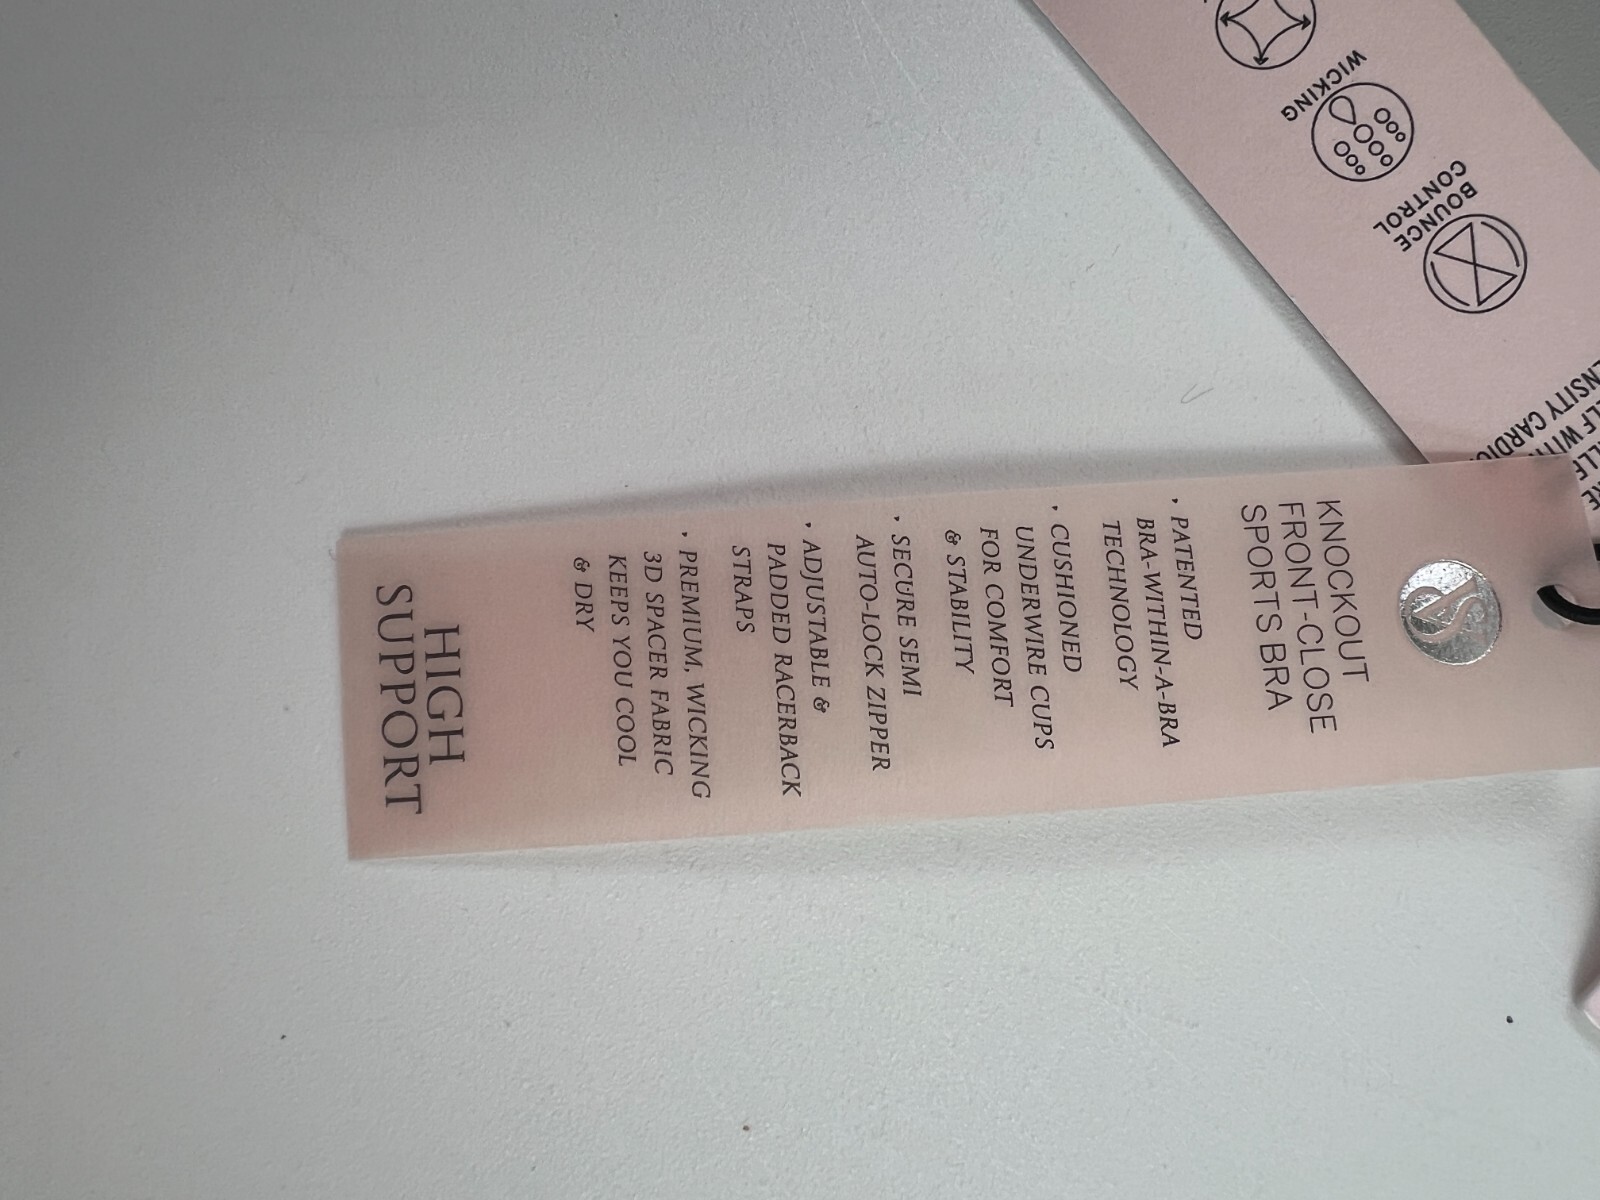 KNOCKOUT
FRONT-CLOSE
SPORTS BRA
• PATENTED
BRA-WITHIN-A-BRA
TECHNOLOGY
• CUSHIONED
UNDERWIRE CUPS
FOR COMFORT
& STABILITY
• SECURE SEMI
AUTO-LOCK ZIPPER
• ADJUSTABLE &
PADDED RACERBACK
STRAPS
• PREMIUM, WICKING
3D SPACER FABRIC
KEEPS YOU COOL
& DRY
HIGH
SUPPORT
BOUNCE
CONTROL
WICKING